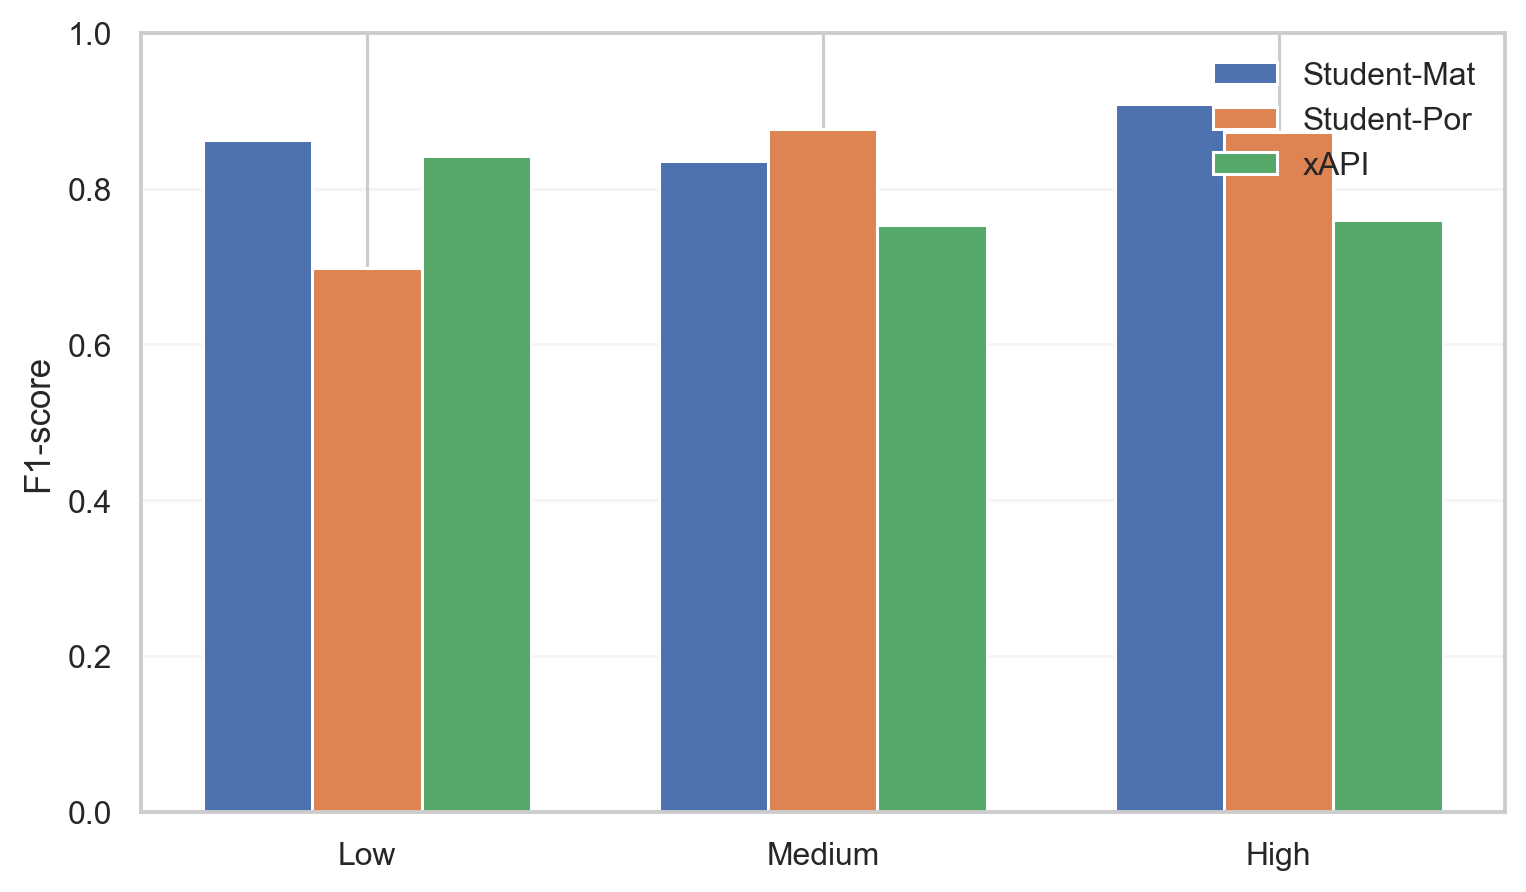 1.0
0.8
0.6
0.4
0.2
0.0
F1-score
Student-Mat
Student-Por
xAPI
Low
Medium
High